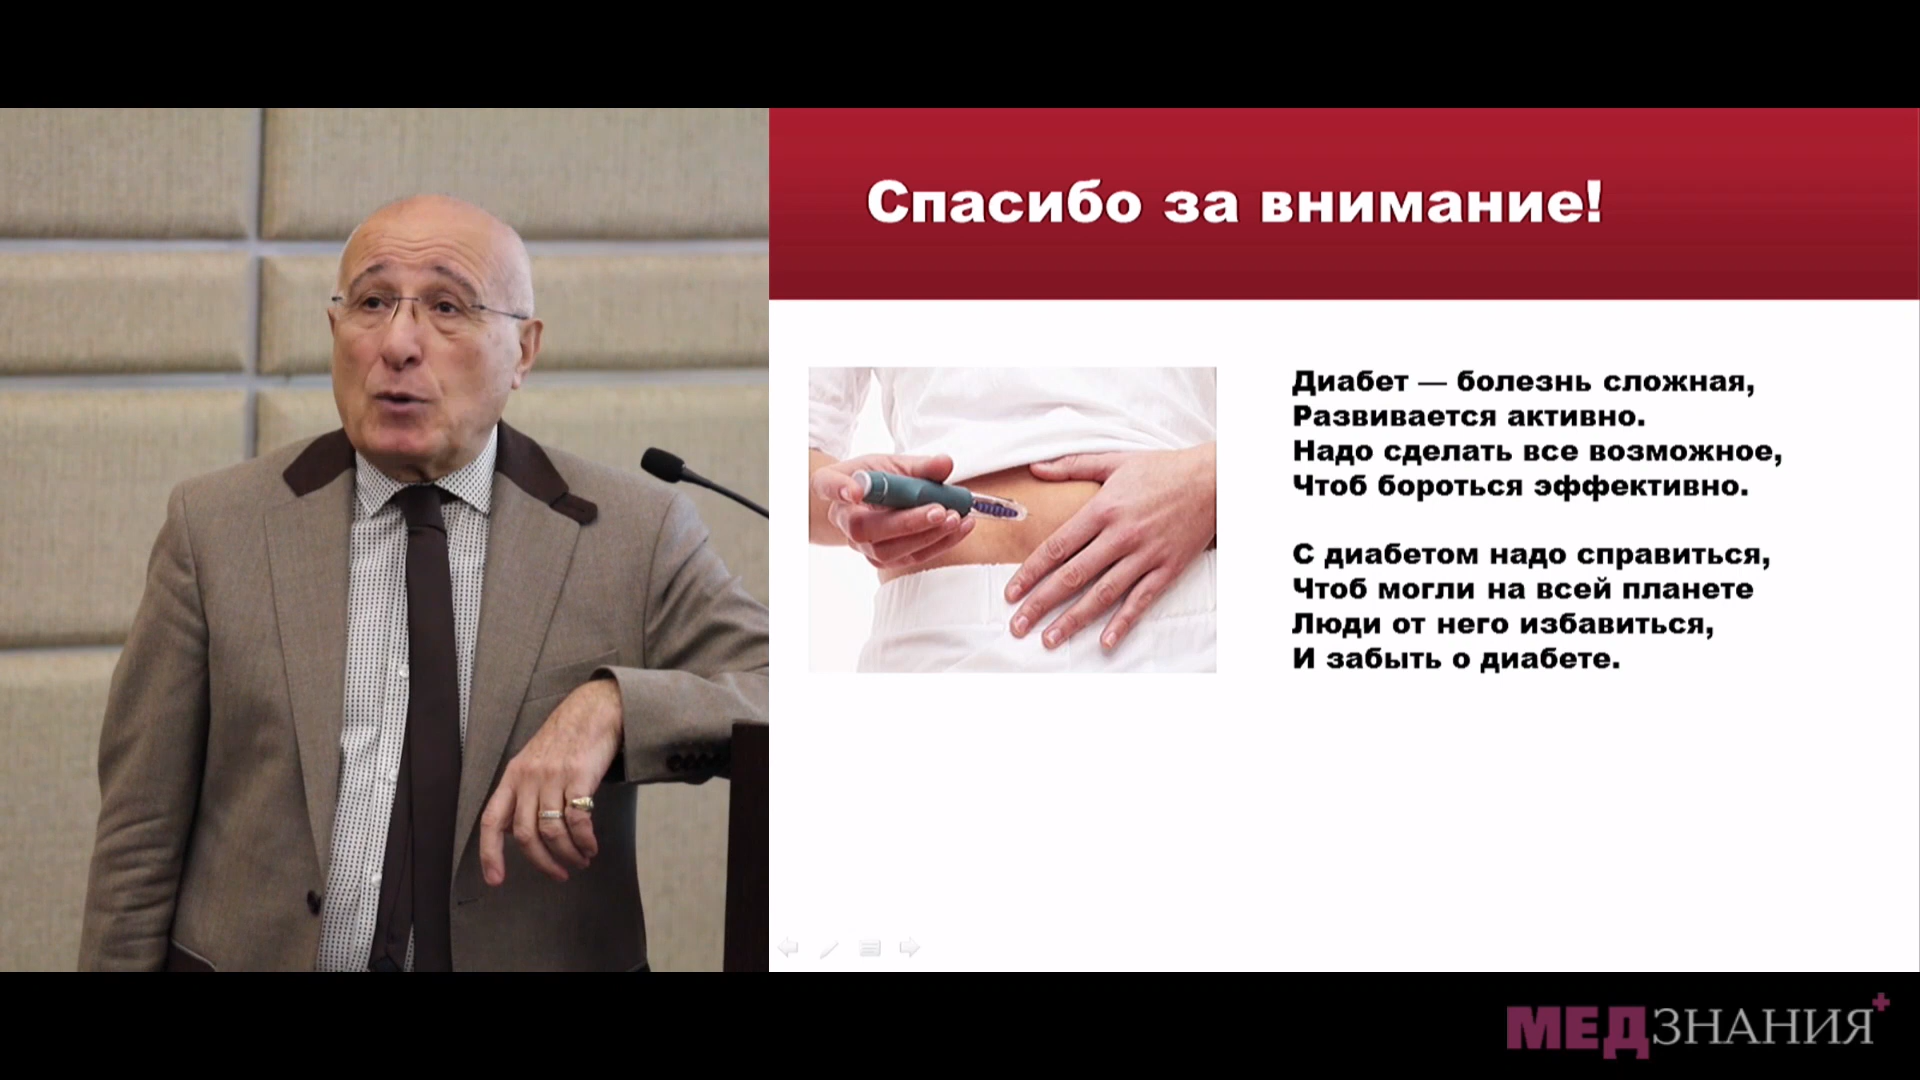 Спасибо за внимание!
Диабет — болезнь сложная,
Развивается активно.
Надо сделать все возможное,
Чтоб бороться эффективно.
С диабетом надо справиться,
Чтоб могли на всей планете
Люди от него избавиться,
И забыть о диабете.
МЕДЗНАНИЯ+